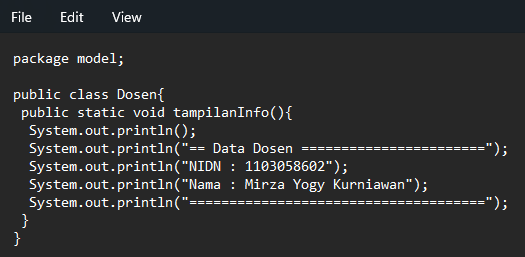 File Edit View
package model;
public class Dosen{
public static void tampilanInfo(){
System.out.println();
System.out.println("== Data Dosen =======================");
System.out.println("NIDN : 1103058602");
System.out.println("Nama : Mirza Yogy Kurniawan");
System.out.println("=====================================");
}
}